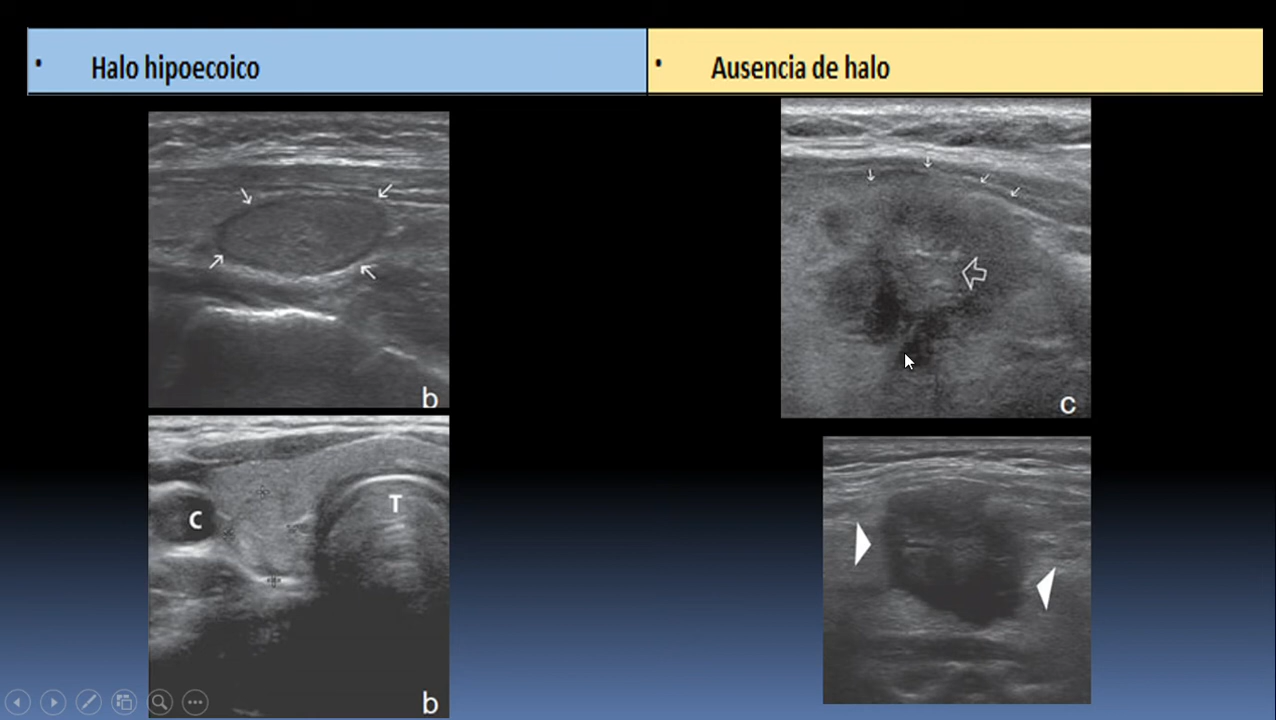 • Halo hipoecoico
• Ausencia de halo
b
c
C
T
b